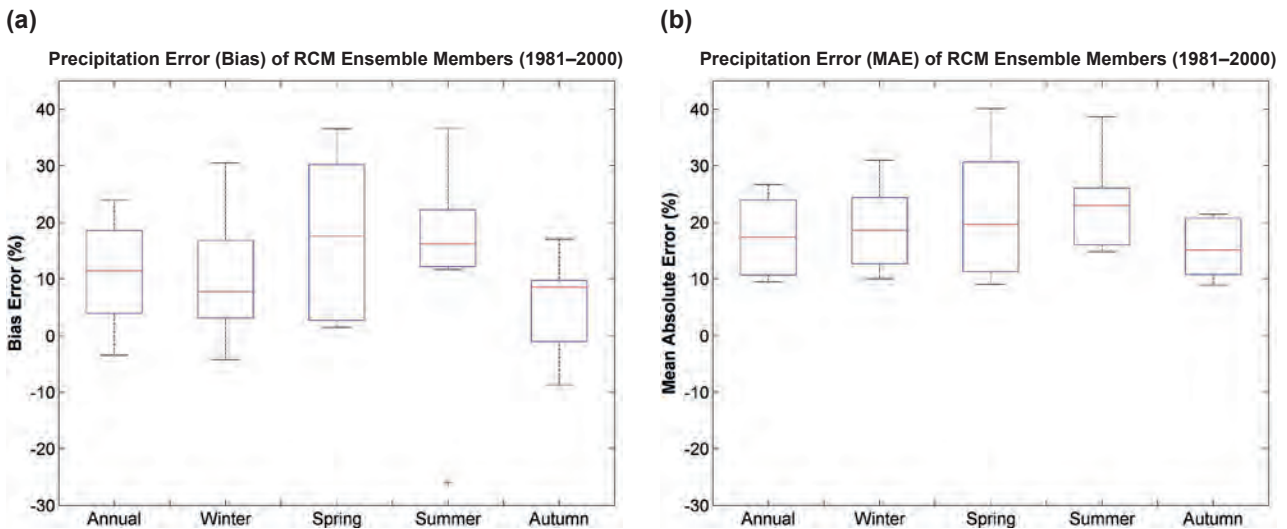 (a)
Precipitation Error (Bias) of RCM Ensemble Members (1981–2000)
Bias Error (%)
40
30
20
10
0
-10
-20
-30
Annual Winter Spring Summer Autumn
(b)
Precipitation Error (MAE) of RCM Ensemble Members (1981–2000)
Mean Absolute Error (%)
40
30
20
10
0
-10
-20
-30
Annual Winter Spring Summer Autumn